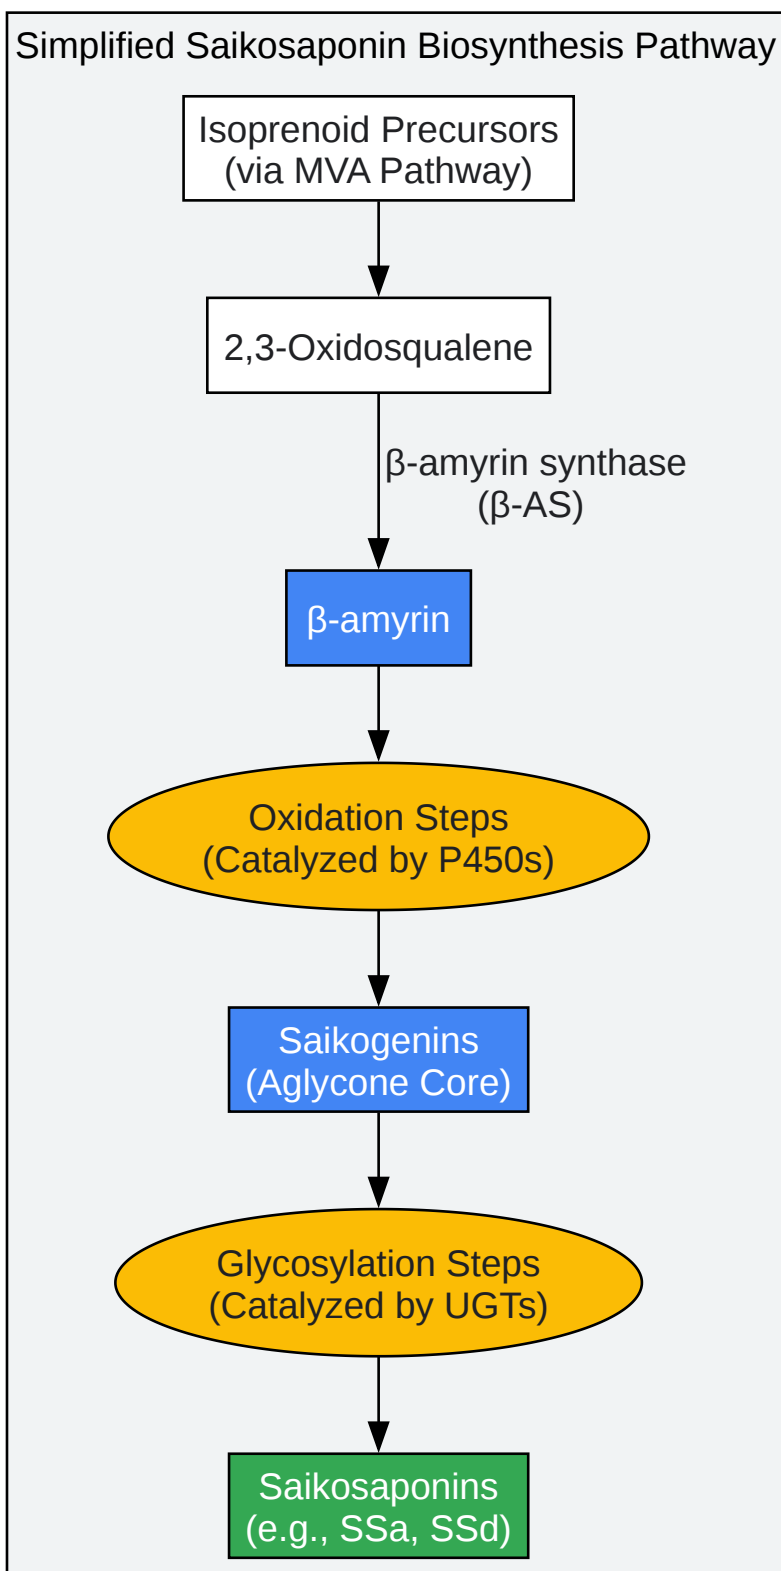 Simplified Saikosaponin Biosynthesis Pathway
Isoprenoid Precursors
(via MVA Pathway)
2,3-Oxidosqualene
β-amyrin synthase
(β-AS)
β-amyrin
Oxidation Steps
(Catalyzed by P450s)
Saikogenins
(Aglycone Core)
Glycosylation Steps
(Catalyzed by UGTs)
Saikosaponins
(e.g., SSa, SSd)